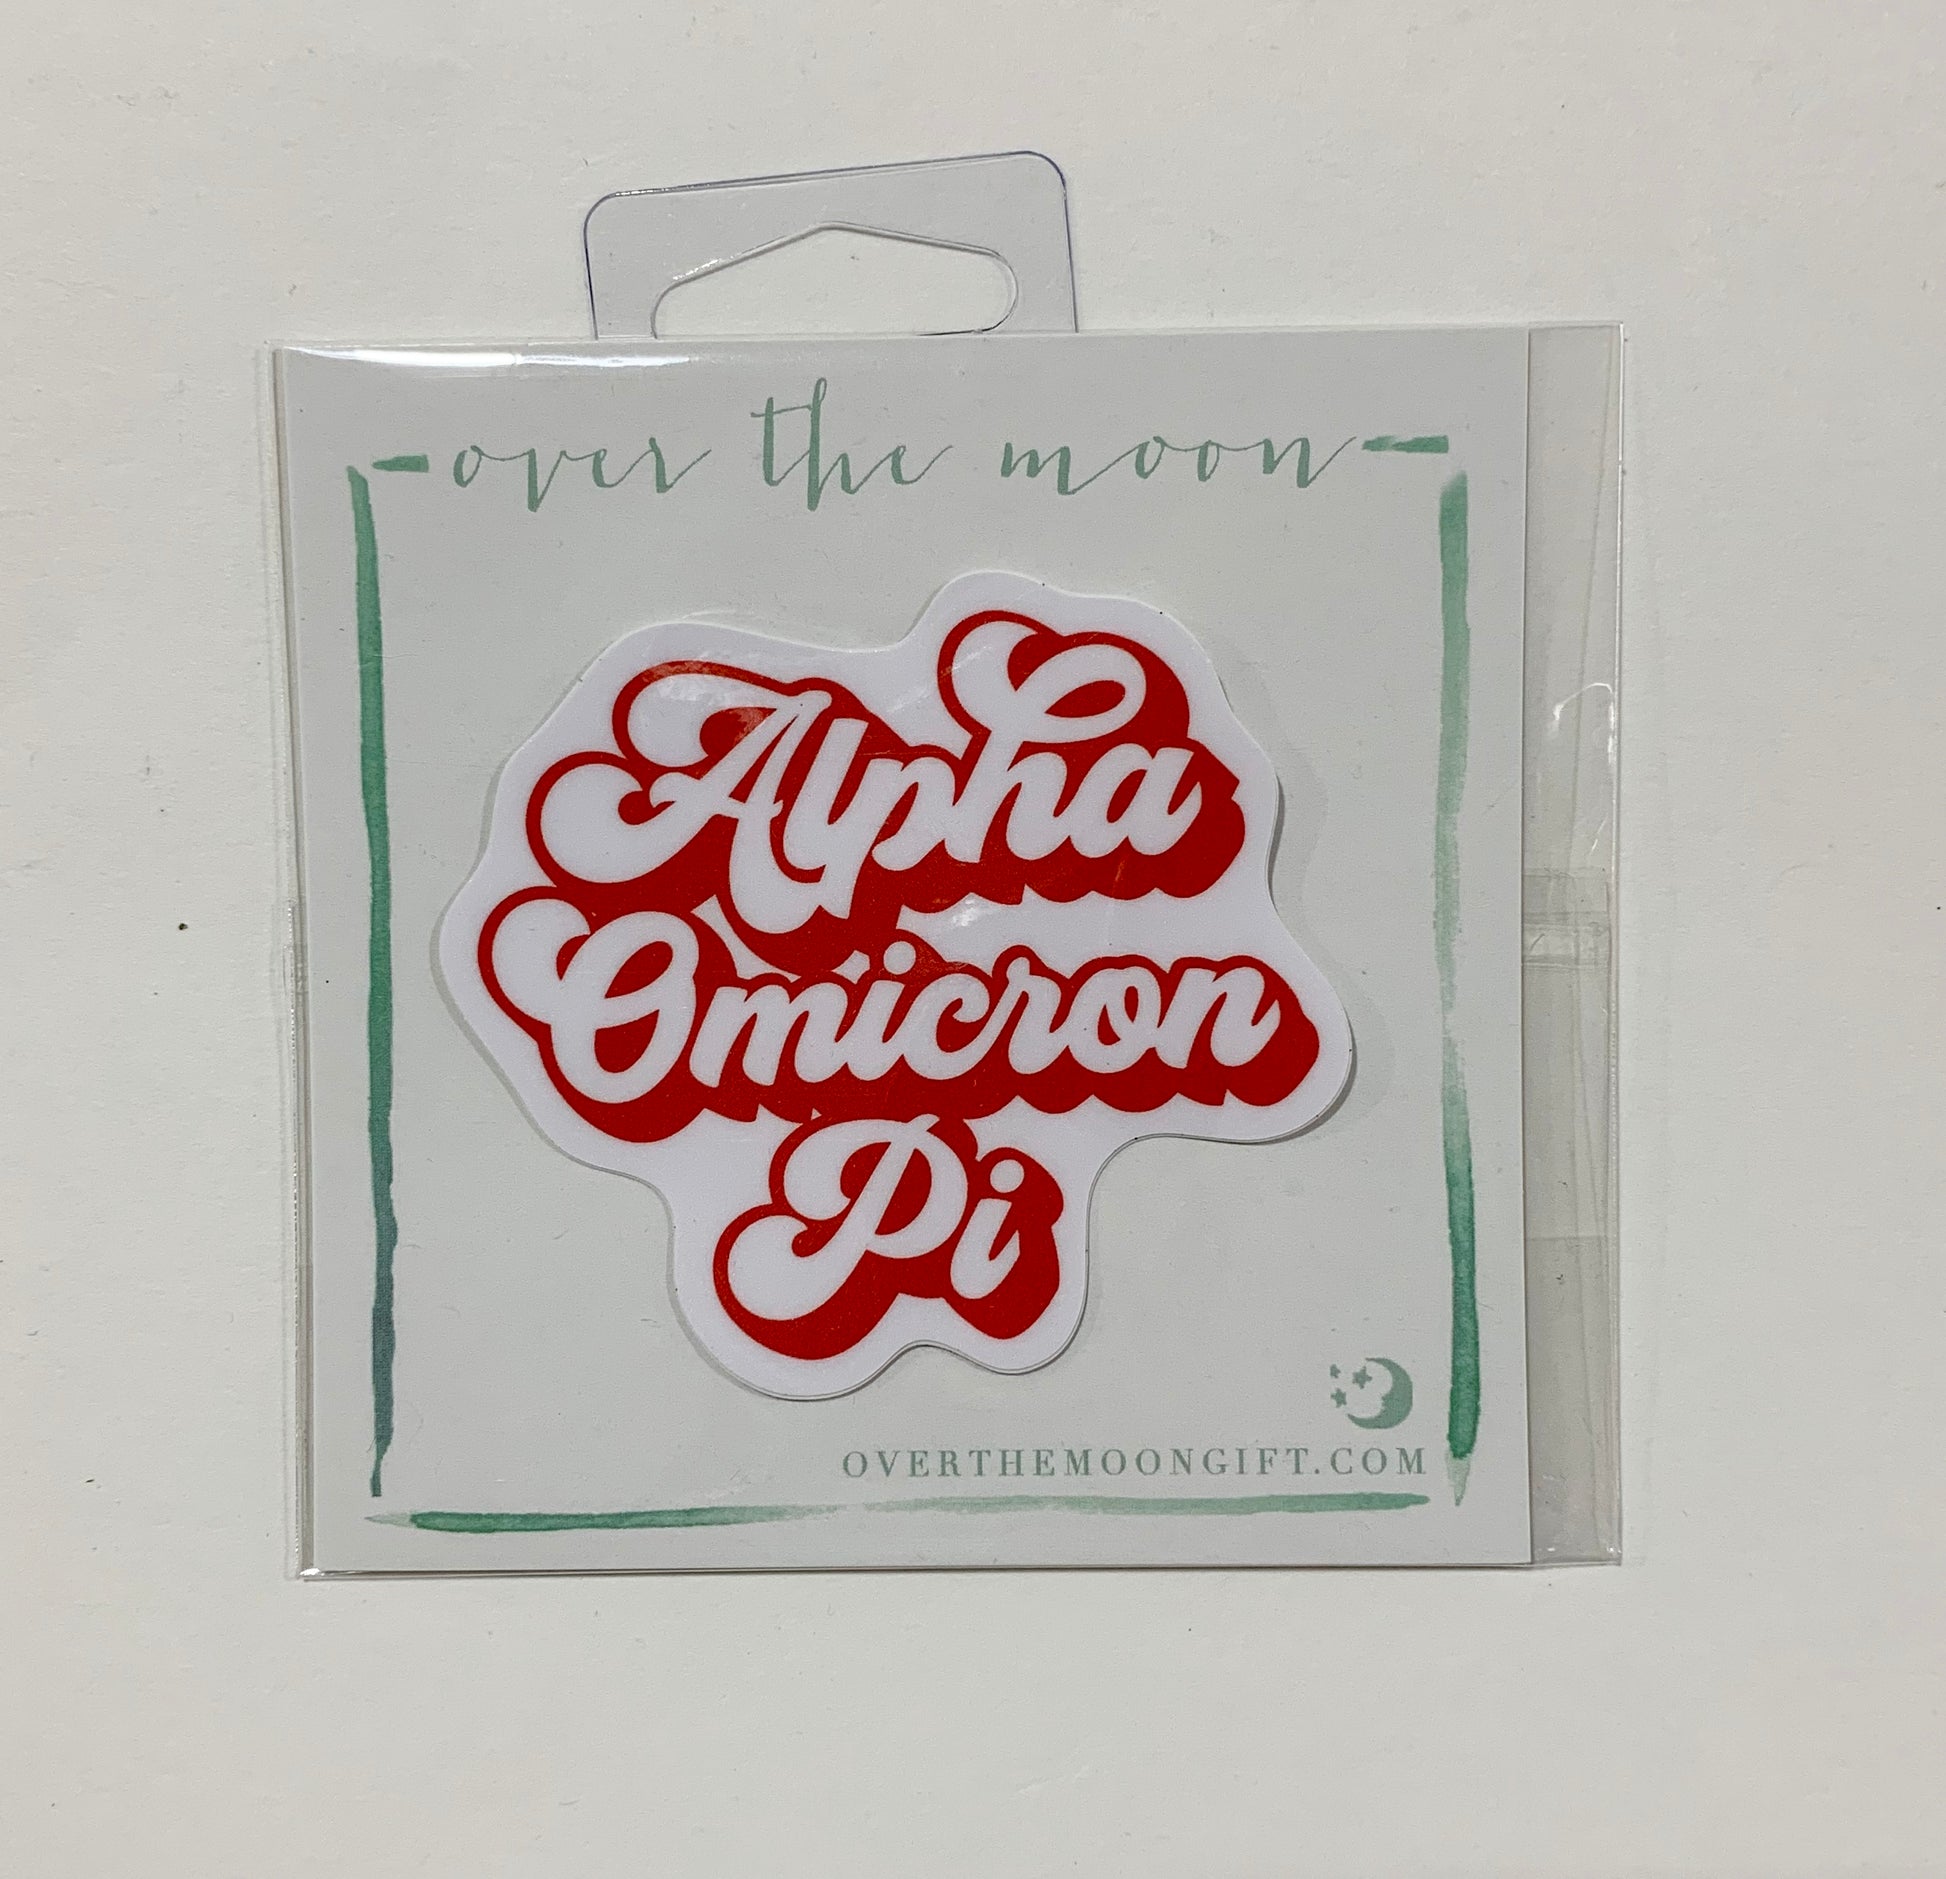 over the moon
Alpha
Omicron
Pi
OVERTHEMOONGIFT.COM